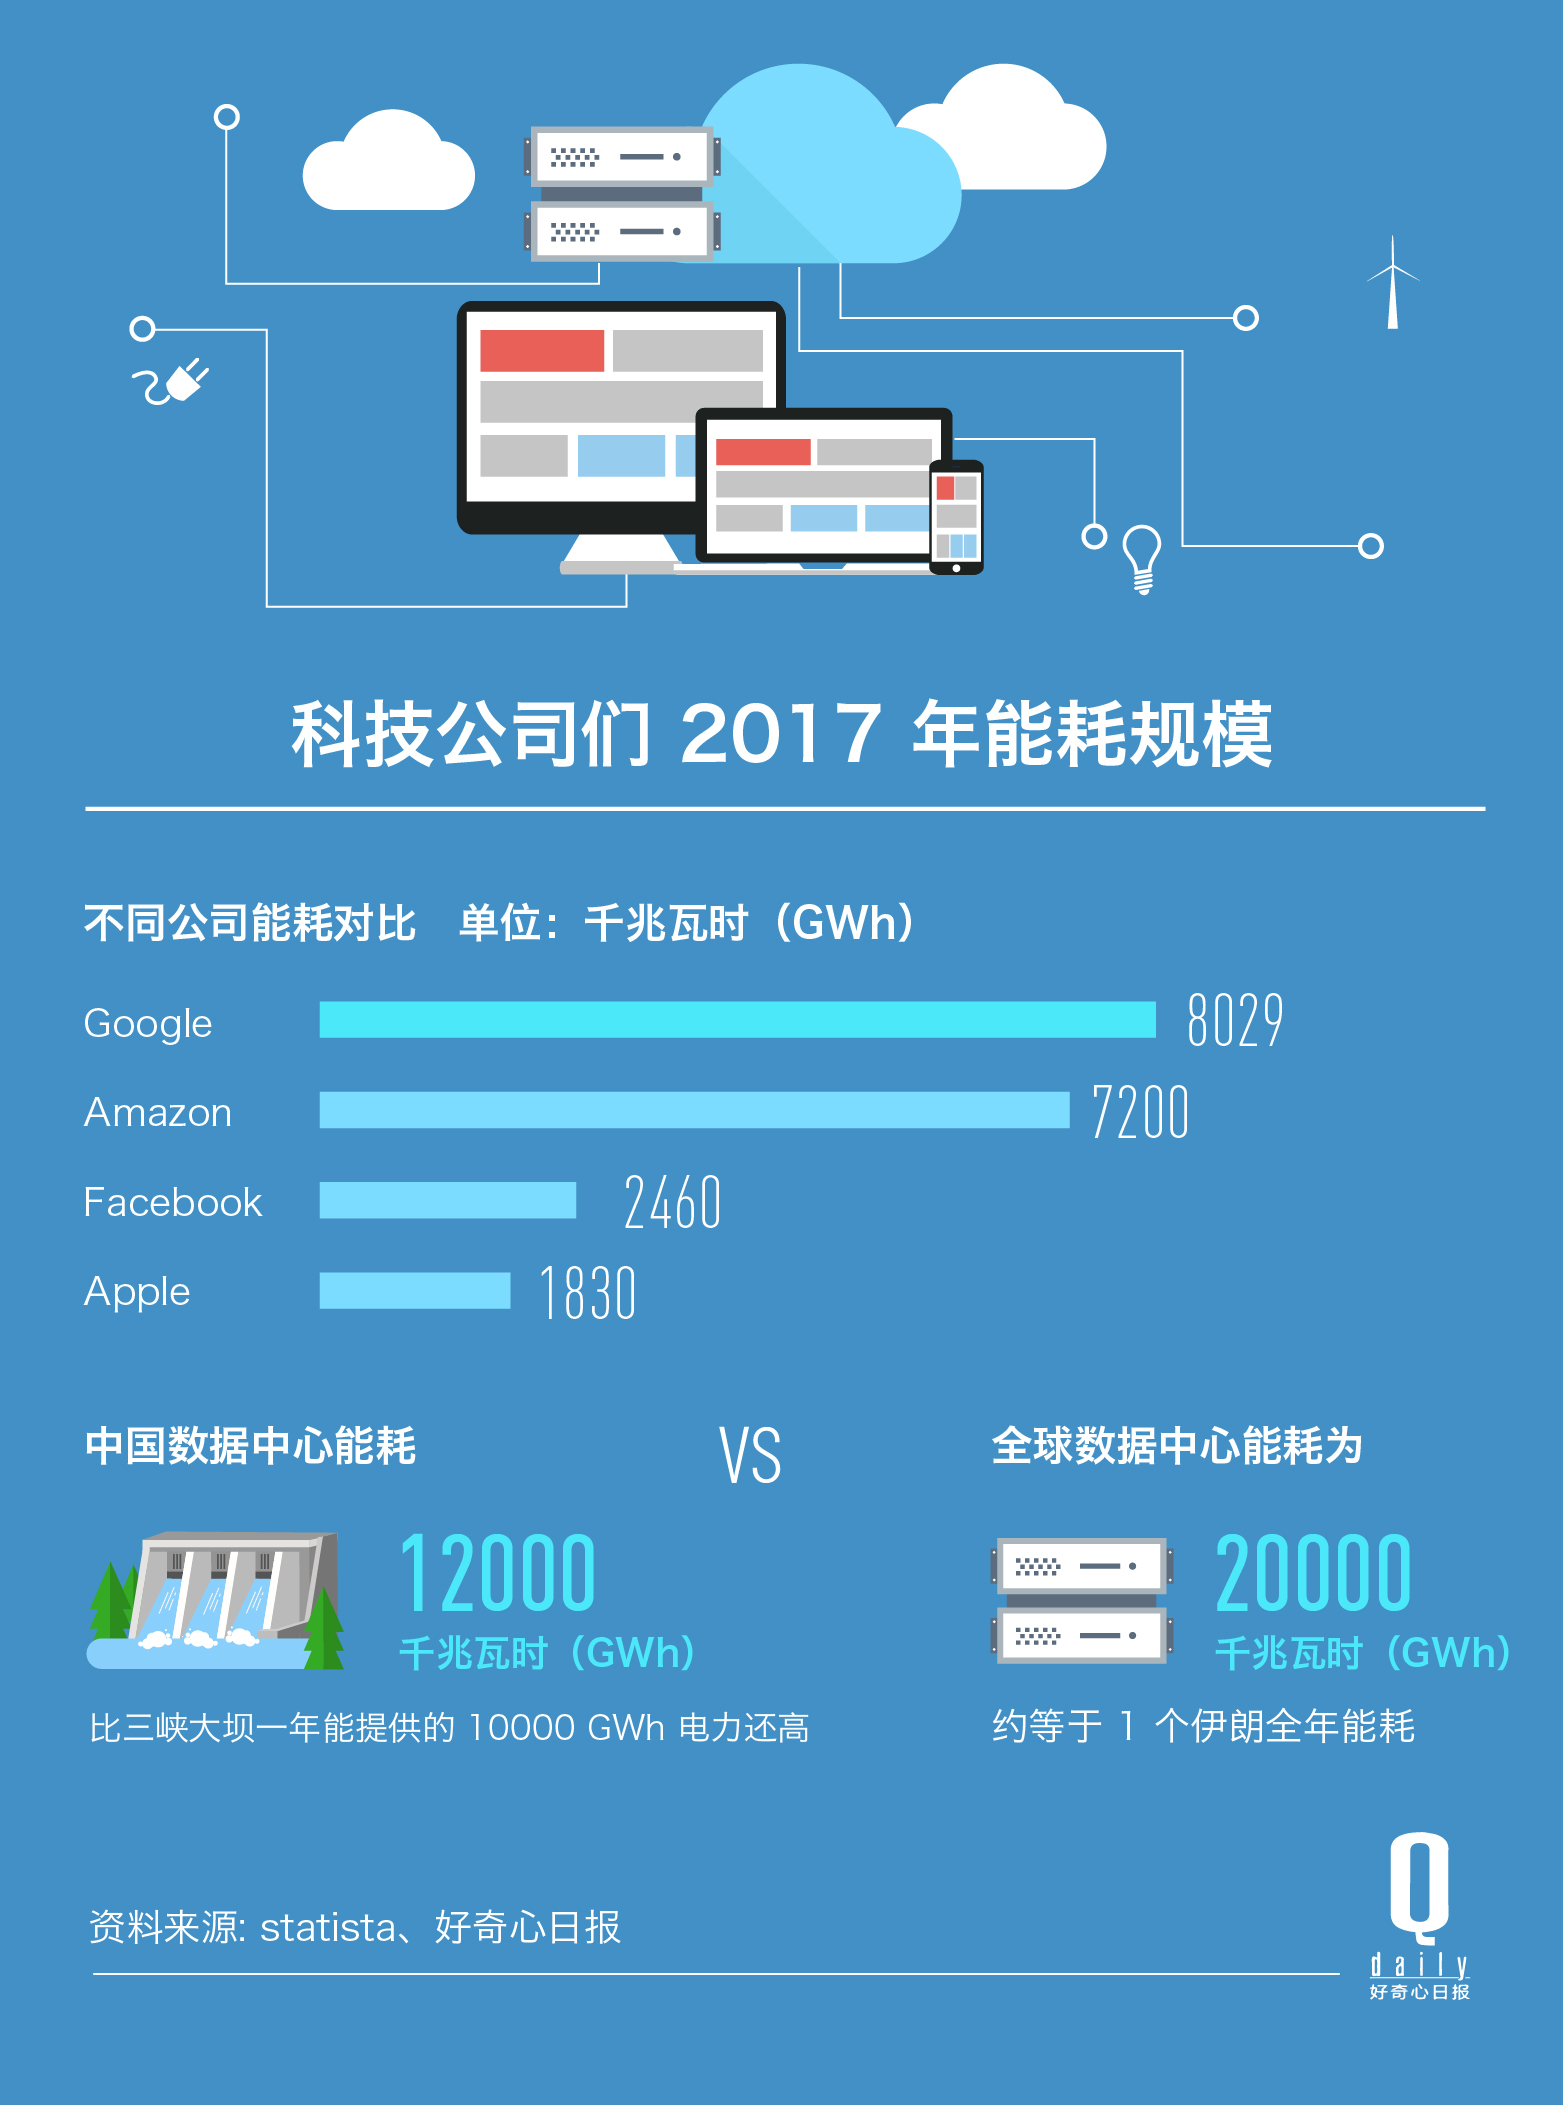 科技公司们 2017 年能耗规模
不同公司能耗对比　单位：千兆瓦时（GWh）
Google 8029
Amazon 7200
Facebook 2460
Apple 1830
中国数据中心能耗 VS 全球数据中心能耗为
12000 20000
千兆瓦时（GWh） 千兆瓦时（GWh）
比三峡大坝一年能提供的 10000 GWh 电力还高 约等于 1 个伊朗全年能耗
资料来源: statista、好奇心日报
Q
daily
好奇心日报